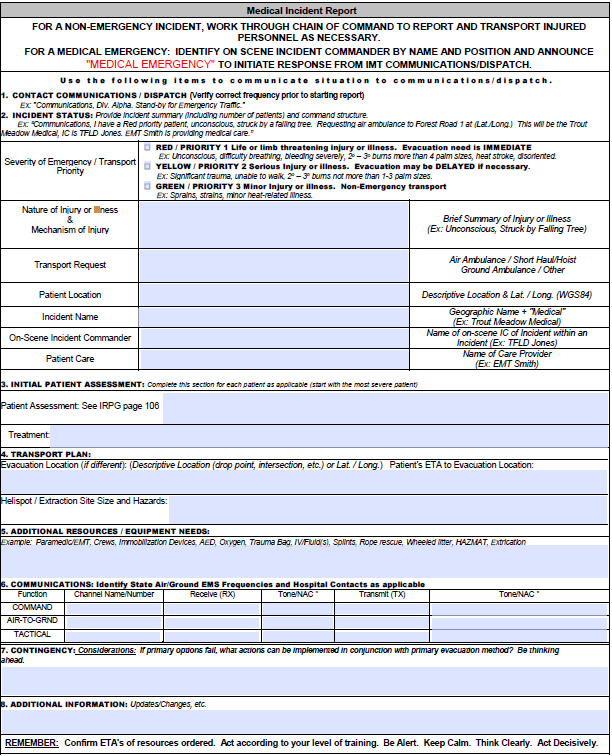 Medical Incident Report
FOR A NON-EMERGENCY INCIDENT, WORK THROUGH CHAIN OF COMMAND TO REPORT AND TRANSPORT INJURED
PERSONNEL AS NECESSARY.
FOR A MEDICAL EMERGENCY: IDENTIFY ON SCENE INCIDENT COMMANDER BY NAME AND POSITION AND ANNOUNCE
"MEDICAL EMERGENCY" TO INITIATE RESPONSE FROM IMT COMMUNICATIONS/DISPATCH.
Use the following items to communicate situation to communications/dispatch.
1. CONTACT COMMUNICATIONS / DISPATCH (Verify correct frequency prior to starting report)
Ex: "Communications, Div. Alpha. Stand-by for Emergency Traffic."
2. INCIDENT STATUS: Provide incident summary (including number of patients) and command structure.
Ex: "Communications, I have a Red priority patient, unconscious, struck by a falling tree. Requesting air ambulance to Forest Road 1 at (Lat./Long.) This will be the Trout
Meadow Medical, IC is TFLD Jones. EMT Smith is providing medical care."
Severity of Emergency / Transport
Priority
RED / PRIORITY 1 Life or limb threatening injury or illness. Evacuation need is IMMEDIATE
Ex: Unconscious, difficulty breathing, bleeding severely, 2º – 3º burns more than 4 palm sizes, heat stroke, disoriented.
YELLOW / PRIORITY 2 Serious Injury or illness. Evacuation may be DELAYED if necessary.
Ex: Significant trauma, unable to walk, 2º – 3º burns not more than 1-3 palm sizes.
GREEN / PRIORITY 3 Minor Injury or illness. Non-Emergency transport
Ex: Sprains, strains, minor heat-related illness.
Nature of Injury or Illness
&
Mechanism of Injury
Brief Summary of Injury or Illness
(Ex: Unconscious, Struck by Falling Tree)
Transport Request
Air Ambulance / Short Haul/Hoist
Ground Ambulance / Other
Patient Location
Descriptive Location & Lat. / Long. (WGS84)
Incident Name
Geographic Name + "Medical"
(Ex: Trout Meadow Medical)
On-Scene Incident Commander
Name of on-scene IC of Incident within an
Incident (Ex: TFLD Jones)
Patient Care
Name of Care Provider
(Ex: EMT Smith)
3. INITIAL PATIENT ASSESSMENT: Complete this section for each patient as applicable (start with the most severe patient)
Patient Assessment: See IRPG page 106
Treatment:
4. TRANSPORT PLAN:
Evacuation Location (if different): (Descriptive Location (drop point, intersection, etc.) or Lat. / Long.) Patient's ETA to Evacuation Location:
Helispot / Extraction Site Size and Hazards:
5. ADDITIONAL RESOURCES / EQUIPMENT NEEDS:
Example: Paramedic/EMT, Crews, Immobilization Devices, AED, Oxygen, Trauma Bag, IV/Fluid(s), Splints, Rope rescue, Wheeled litter, HAZMAT, Extrication
6. COMMUNICATIONS: Identify State Air/Ground EMS Frequencies and Hospital Contacts as applicable
Function Channel Name/Number Receive (RX) Tone/NAC * Transmit (TX) Tone/NAC *
COMMAND
AIR-TO-GRND
TACTICAL
7. CONTINGENCY: Considerations: If primary options fail, what actions can be implemented in conjunction with primary evacuation method? Be thinking
ahead.
8. ADDITIONAL INFORMATION: Updates/Changes, etc.
REMEMBER: Confirm ETA's of resources ordered. Act according to your level of training. Be Alert. Keep Calm. Think Clearly. Act Decisively.